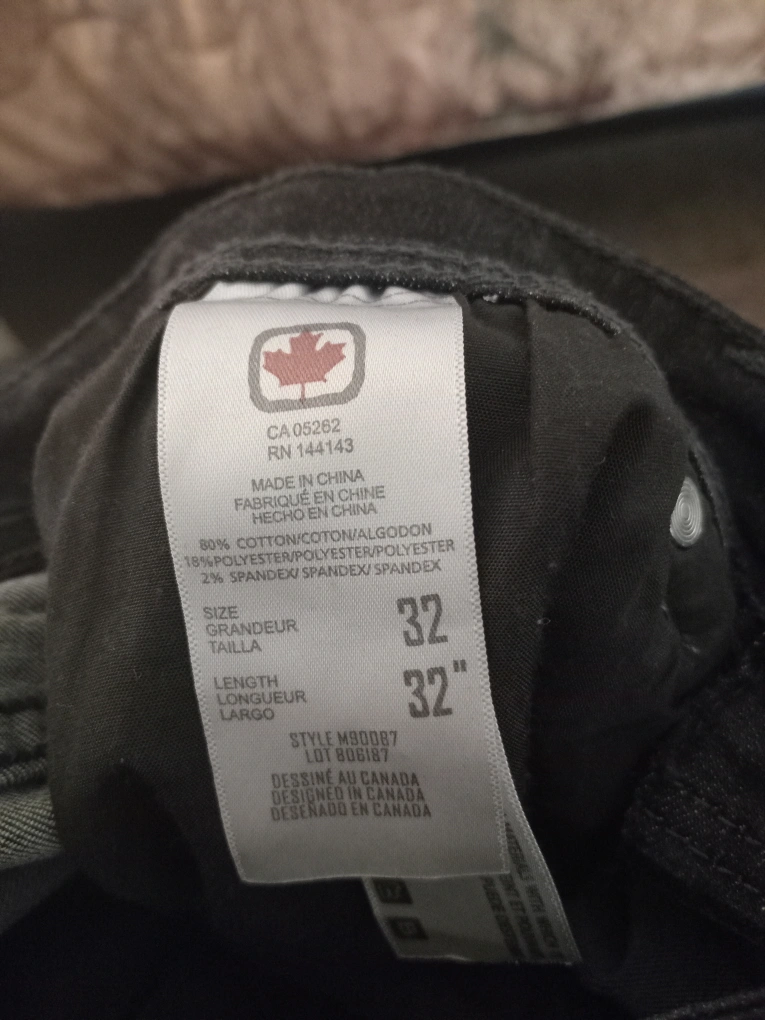 CA 05262
RN 144143
MADE IN CHINA
FABRIQUÉ EN CHINE
HECHO EN CHINA
80% COTTON/COTON/ALGODON
18%POLYESTER/POLYESTER/POLYESTER
2% SPANDEX/ SPANDEX/ SPANDEX
SIZE
GRANDEUR
TAILLA
32
LENGTH
LONGUEUR
LARGO
32"
STYLE M90087
LOT 806187
DESSINÉ AU CANADA
DESIGNED IN CANADA
DESEÑADO EN CANADA